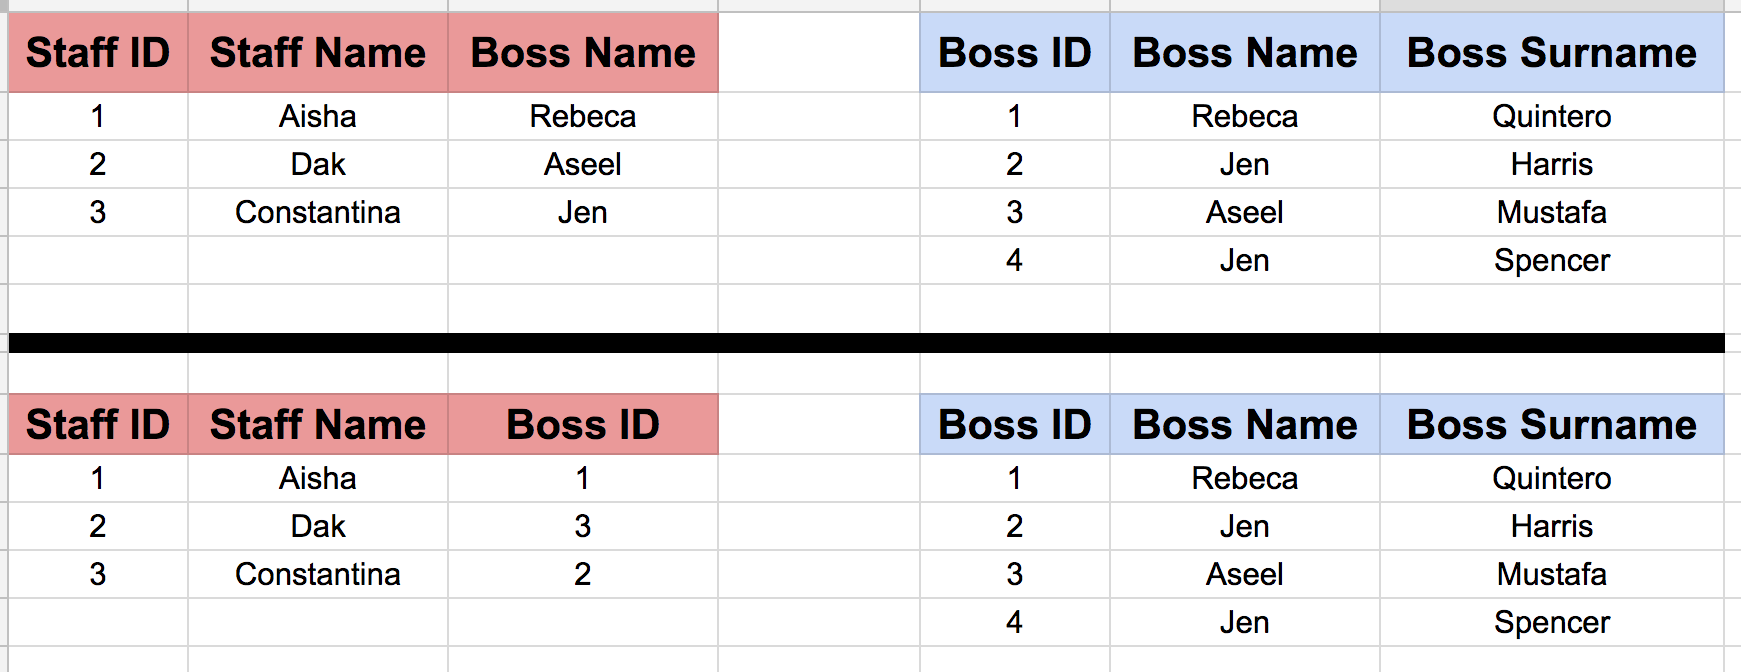 Staff ID Staff Name Boss Name Boss ID Boss Name Boss Surname
1 Aisha Rebeca 1 Rebeca Quintero
2 Dak Aseel 2 Jen Harris
3 Constantina Jen 3 Aseel Mustafa
4 Jen Spencer
Staff ID Staff Name Boss ID Boss ID Boss Name Boss Surname
1 Aisha 1 1 Rebeca Quintero
2 Dak 3 2 Jen Harris
3 Constantina 2 3 Aseel Mustafa
4 Jen Spencer